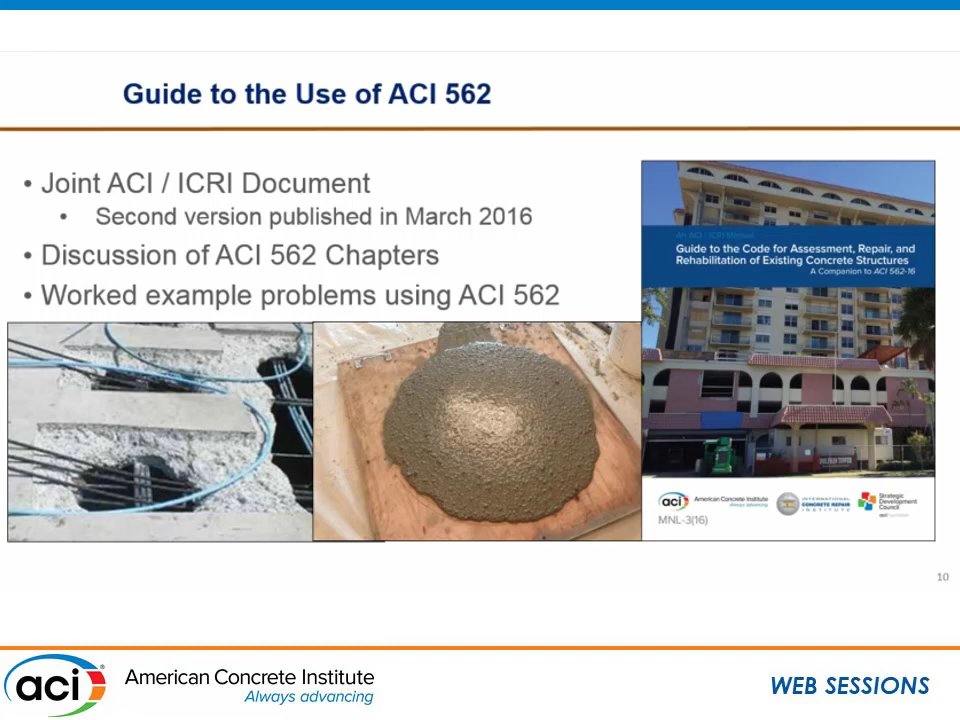 Guide to the Use of ACI 562
• Joint ACI / ICRI Document
• Second version published in March 2016
• Discussion of ACI 562 Chapters
• Worked example problems using ACI 562
An ACI / ICRI Manual
Guide to the Code for Assessment, Repair, and
Rehabilitation of Existing Concrete Structures
A Companion to ACI 562-16
aci
American Concrete Institute
Always advancing
INTERNATIONAL
CONCRETE REPAIR
INSTITUTE
Strategic
Development
Council
MNL-3(16)
10
aci
®
American Concrete Institute
Always advancing
WEB SESSIONS